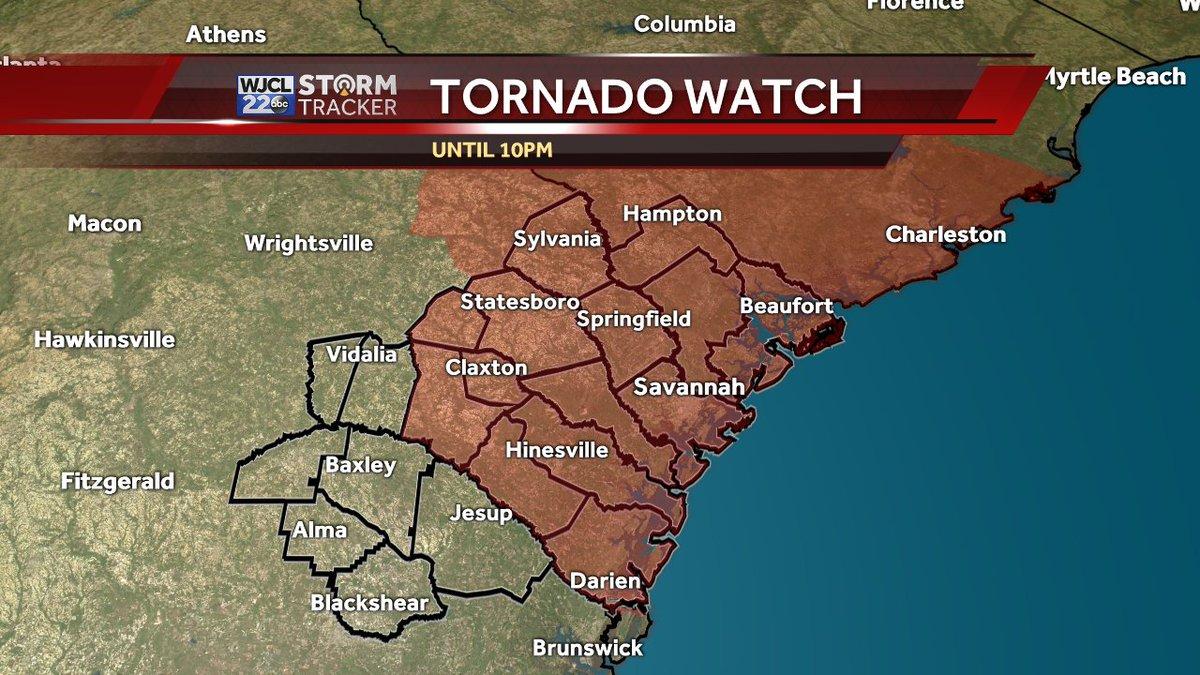 Florence
Columbia
Athens
WJCL
22 abc
STORM
TRACKER
TORNADO WATCH
UNTIL 10PM
Myrtle Beach
Macon
Wrightsville
Hampton
Sylvania
Charleston
Statesboro
Springfield
Beaufort
Hawkinsville
Vidalia
Claxton
Savannah
Hinesville
Baxley
Fitzgerald
Jesup
Alma
Darien
Blackshear
Brunswick